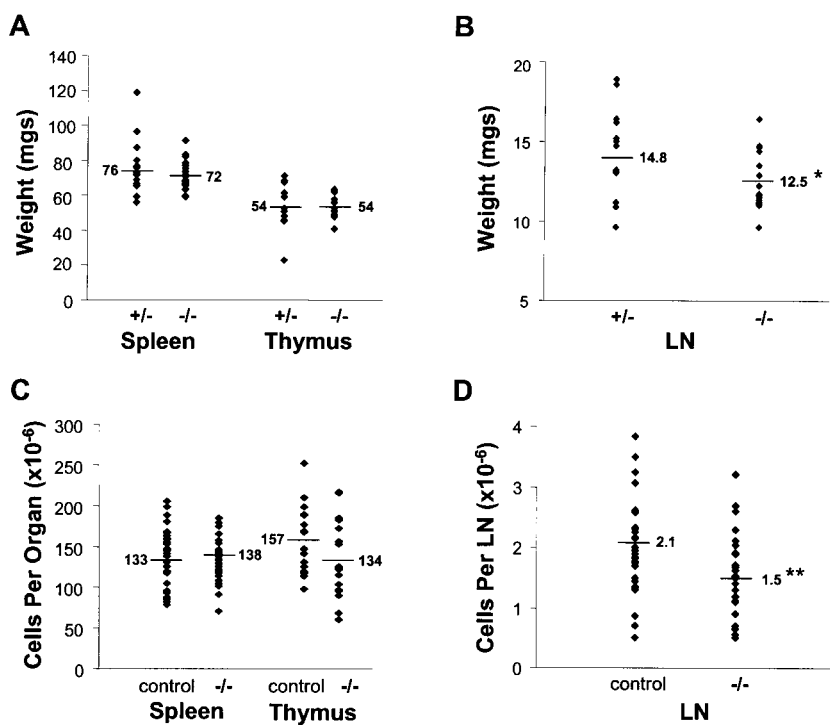 A
Weight (mgs)
140
120
100
80
60
40
20
0
76
72
54
54
+/-
-/-
+/-
-/-
Spleen
Thymus
B
Weight (mgs)
20
15
10
5
14.8
12.5 *
+/-
-/-
LN
C
Cells Per Organ (x10-6)
300
250
200
150
100
50
0
133
138
157
134
control
-/-
control
-/-
Spleen
Thymus
D
Cells Per LN (x10-6)
4
3
2
1
0
2.1
1.5 **
control
-/-
LN